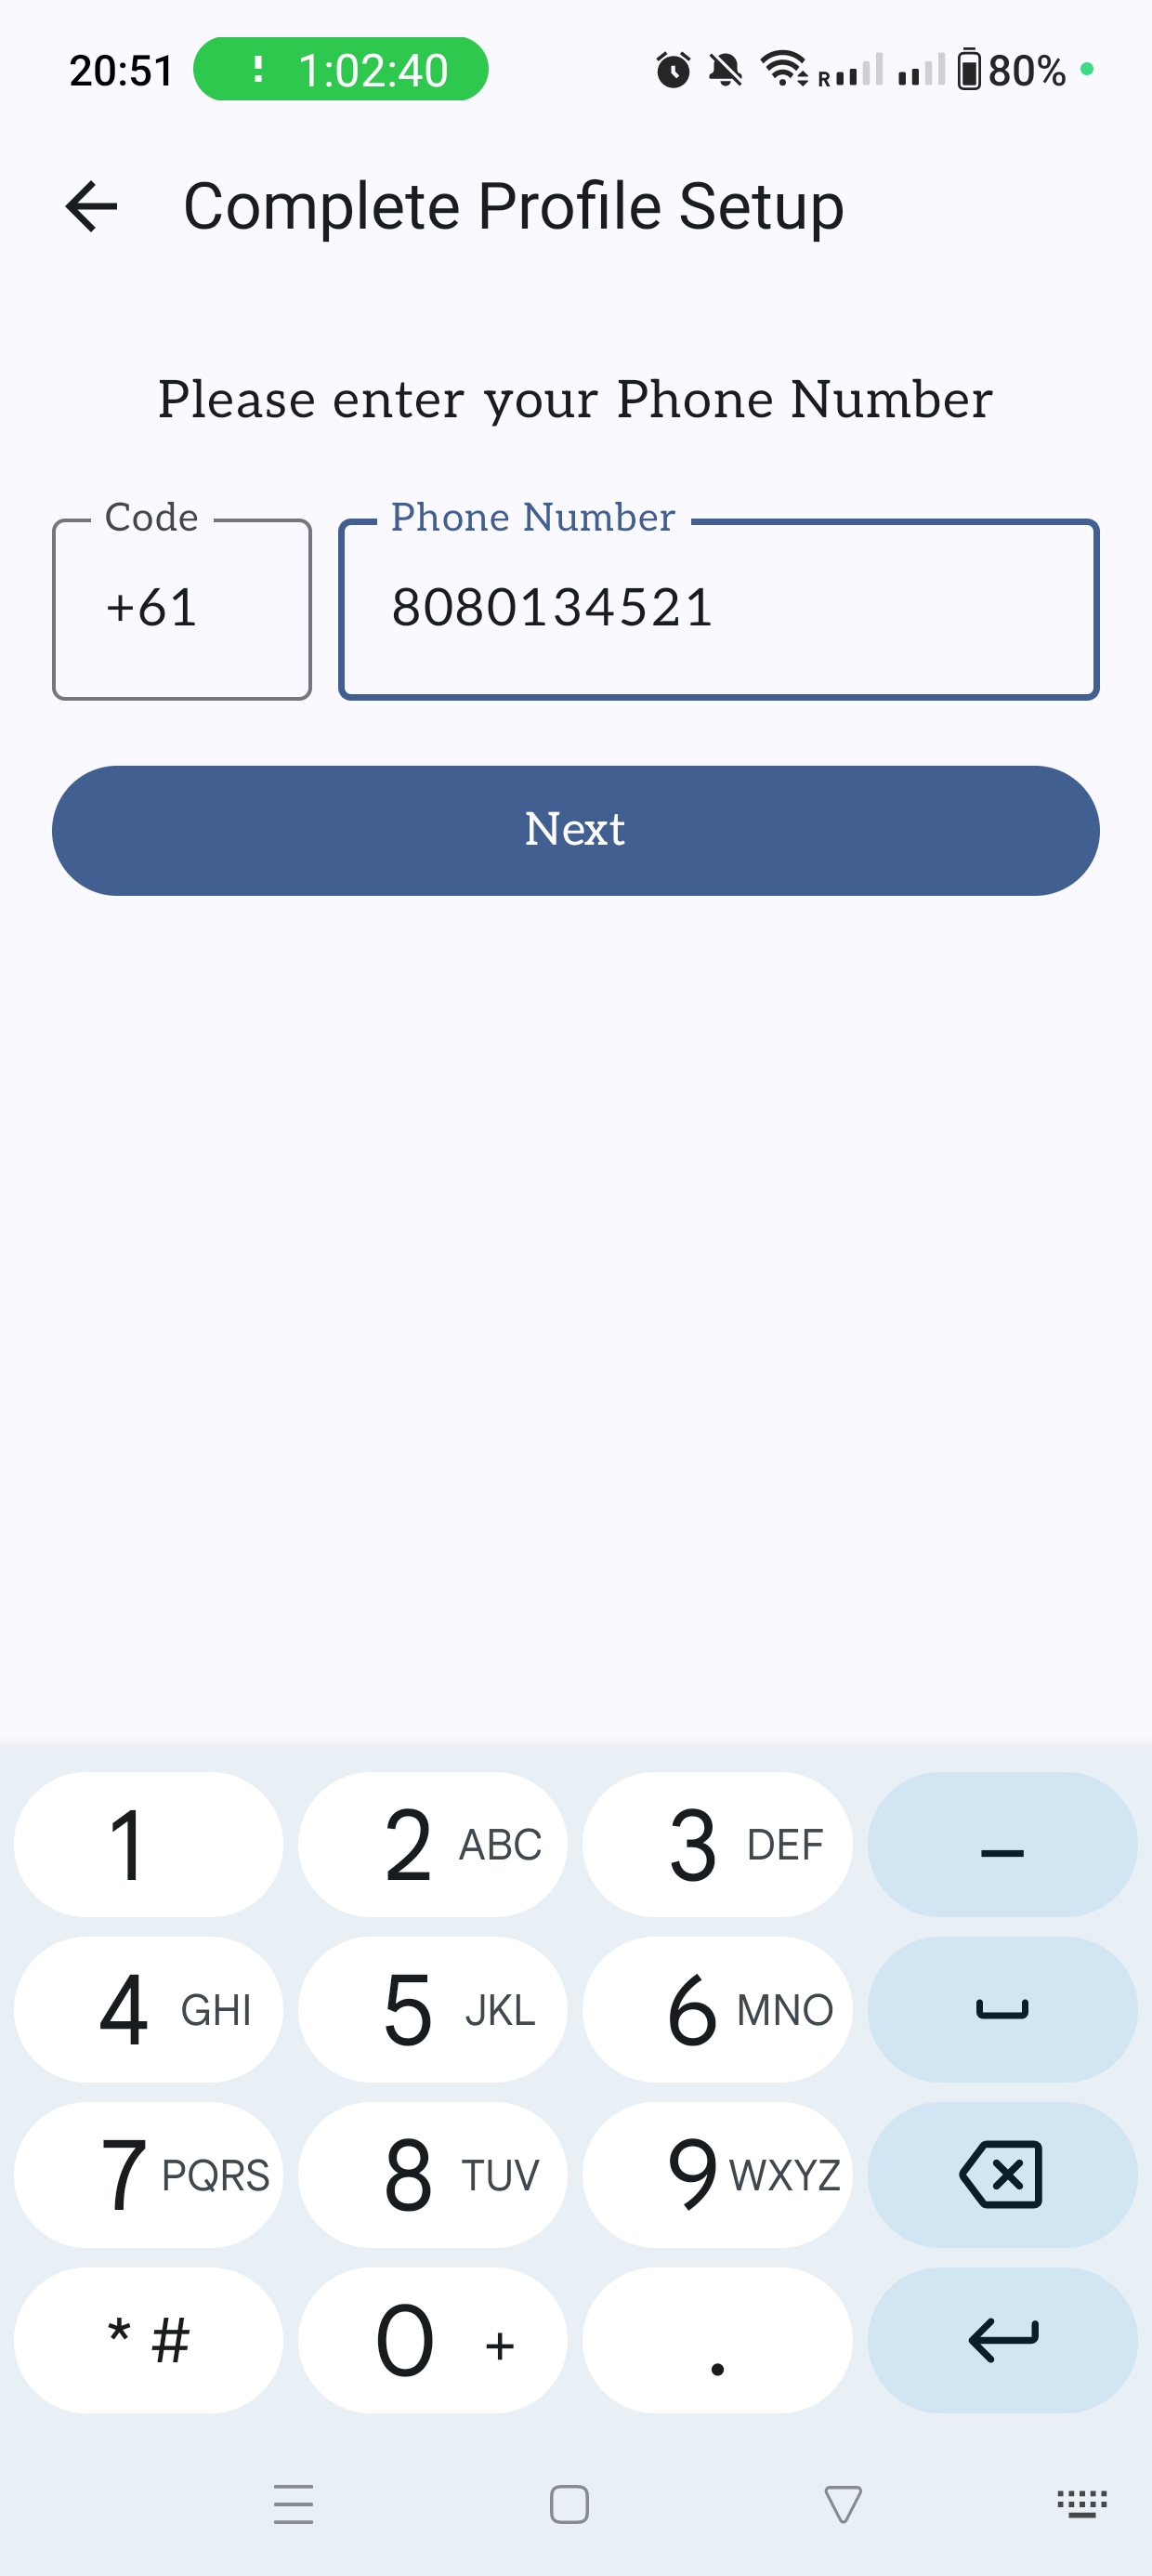 20:51 1:02:40 R 80%
Complete Profile Setup
Please enter your Phone Number
Code Phone Number
+61 8080134521
Next
1 2 ABC 3 DEF –
4 GHI 5 JKL 6 MNO
7 PQRS 8 TUV 9 WXYZ
* # 0 + .